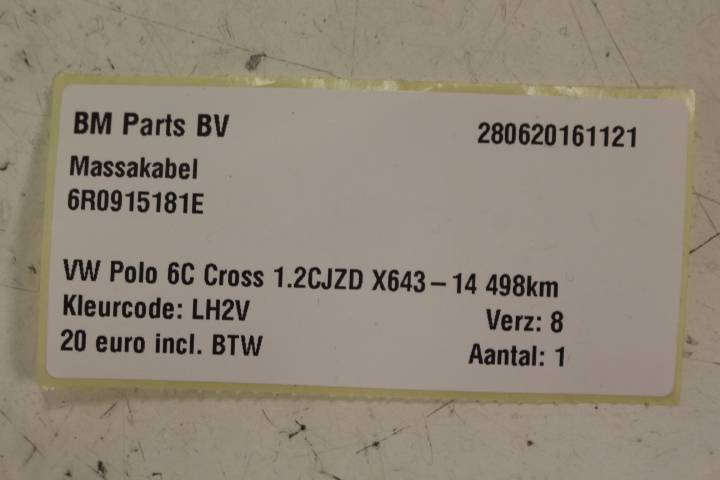 BM Parts BV 280620161121
Massakabel
6R0915181E
VW Polo 6C Cross 1.2CJZD X643-14 498km
Kleurcode: LH2V Verz: 8
20 euro incl. BTW Aantal: 1